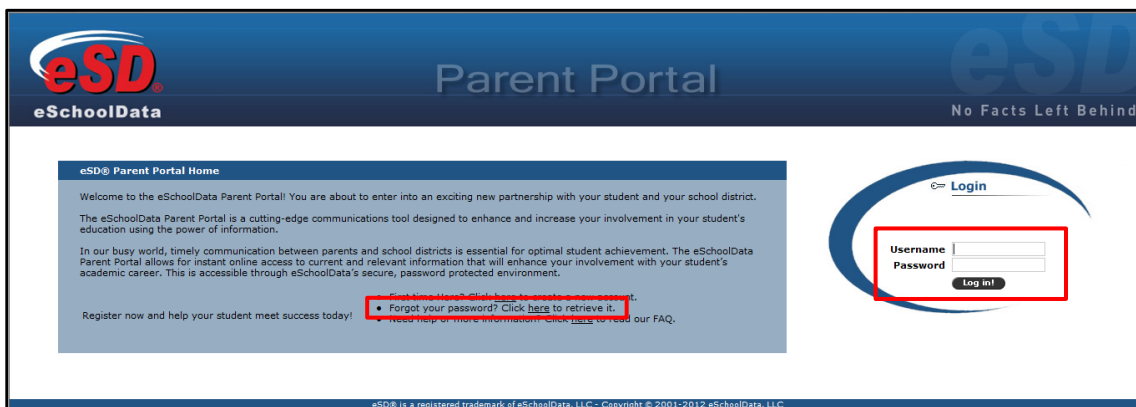 eSD®
eSchoolData
Parent Portal
eSD
No Facts Left Behind
eSD® Parent Portal Home
Welcome to the eSchoolData Parent Portal! You are about to enter into an exciting new partnership with your student and your school district.
The eSchoolData Parent Portal is a cutting-edge communications tool designed to enhance and increase your involvement in your student's
education using the power of information.
In our busy world, timely communication between parents and school districts is essential for optimal student achievement. The eSchoolData
Parent Portal allows for instant online access to current and relevant information that will enhance your involvement with your student's
academic career. This is accessible through eSchoolData's secure, password protected environment.
Register now and help your student meet success today!
• First time Here? Click here to create a new account.
• Forgot your password? Click here to retrieve it.
• Need help or more information? Click here to read our FAQ.
Login
Username
Password
Log in!
eSD® is a registered trademark of eSchoolData, LLC - Copyright © 2001-2012 eSchoolData, LLC